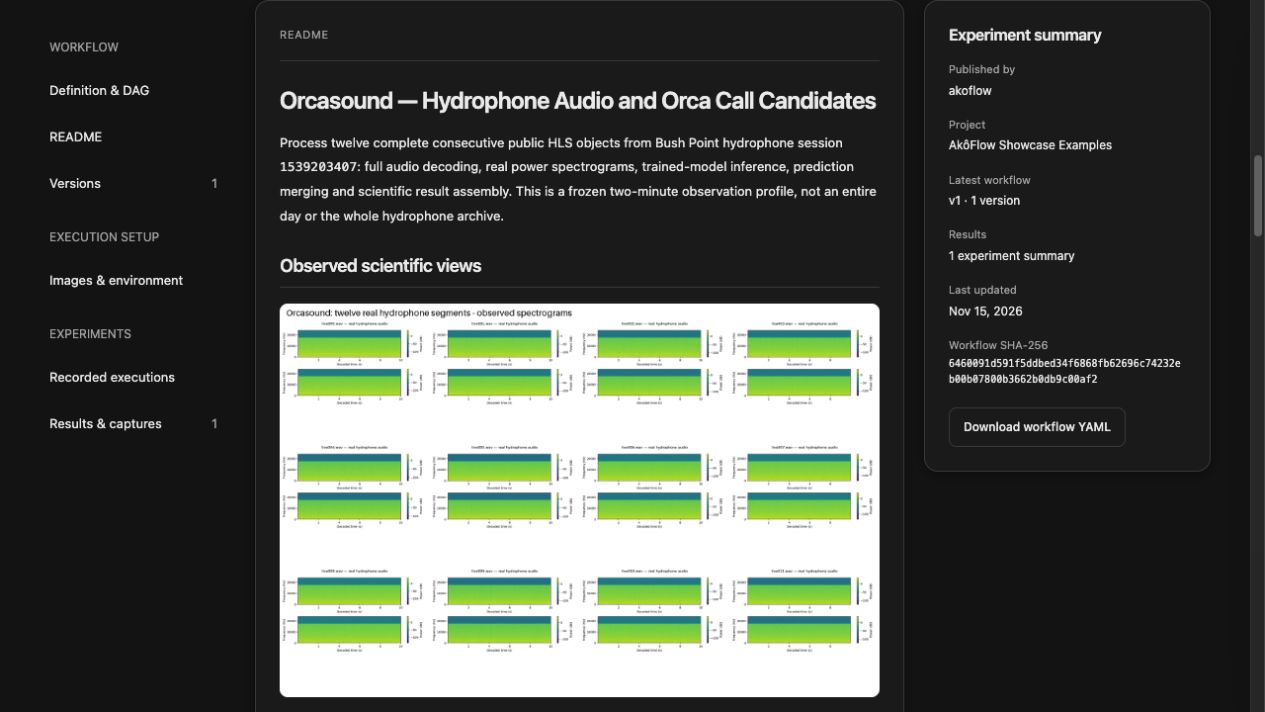 WORKFLOW
Definition & DAG
README
Versions 1
EXECUTION SETUP
Images & environment
EXPERIMENTS
Recorded executions
Results & captures 1
README
Orcasound — Hydrophone Audio and Orca Call Candidates
Process twelve complete consecutive public HLS objects from Bush Point hydrophone session
1539203407: full audio decoding, real power spectrograms, trained-model inference, prediction
merging and scientific result assembly. This is a frozen two-minute observation profile, not an entire
day or the whole hydrophone archive.
Observed scientific views
Orcasound: twelve real hydrophone segments - observed spectrograms
Experiment summary
Published by
akoflow
Project
AkôFlow Showcase Examples
Latest workflow
v1 · 1 version
Results
1 experiment summary
Last updated
Nov 15, 2026
Workflow SHA-256
6460091d591f5ddbed34f6868fb62696c74232e
b00b07800b3662b0db9c00af2
Download workflow YAML